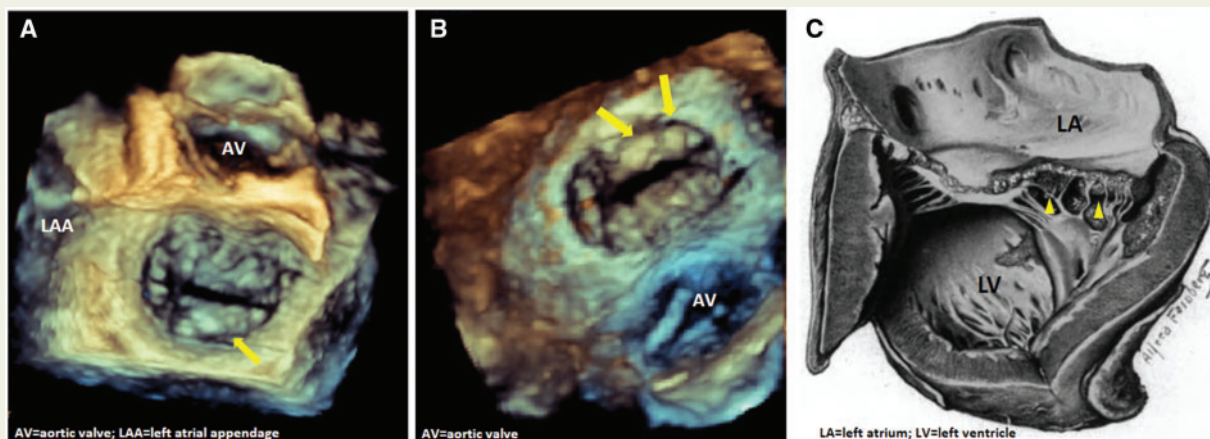 A
AV
LAA
AV=aortic valve; LAA=left atrial appendage
B
AV
AV=aortic valve
C
LA
LV
LA=left atrium; LV=left ventricle